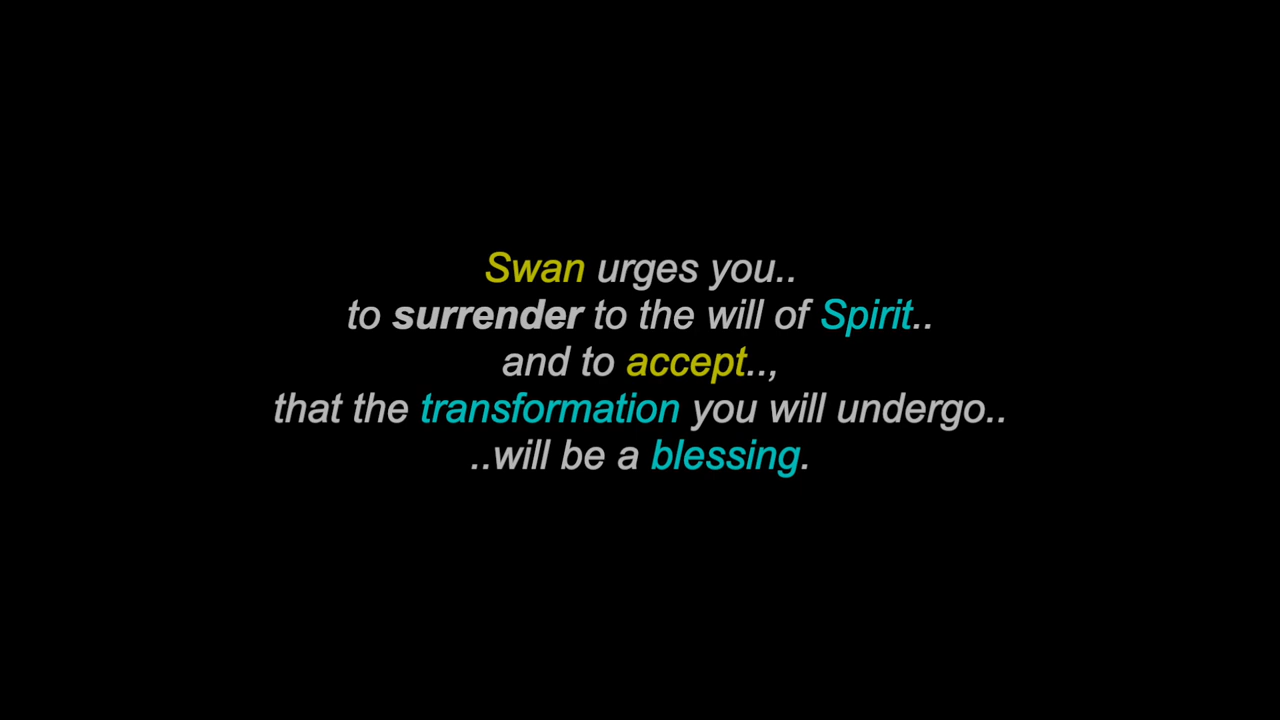 Swan urges you..
to surrender to the will of Spirit..
and to accept..,
that the transformation you will undergo..
..will be a blessing.